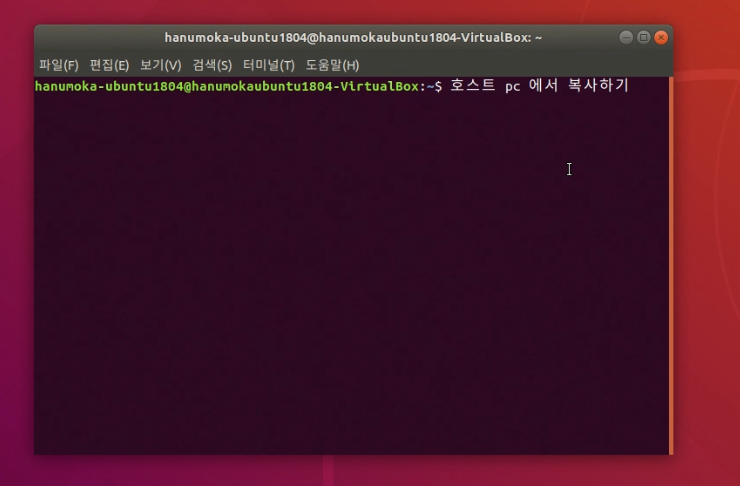 hanumoka-ubuntu1804@hanumokaubuntu1804-VirtualBox: ~
파일(F) 편집(E) 보기(V) 검색(S) 터미널(T) 도움말(H)
hanumoka-ubuntu1804@hanumokaubuntu1804-VirtualBox:~$ 호스트 pc 에서 복사하기